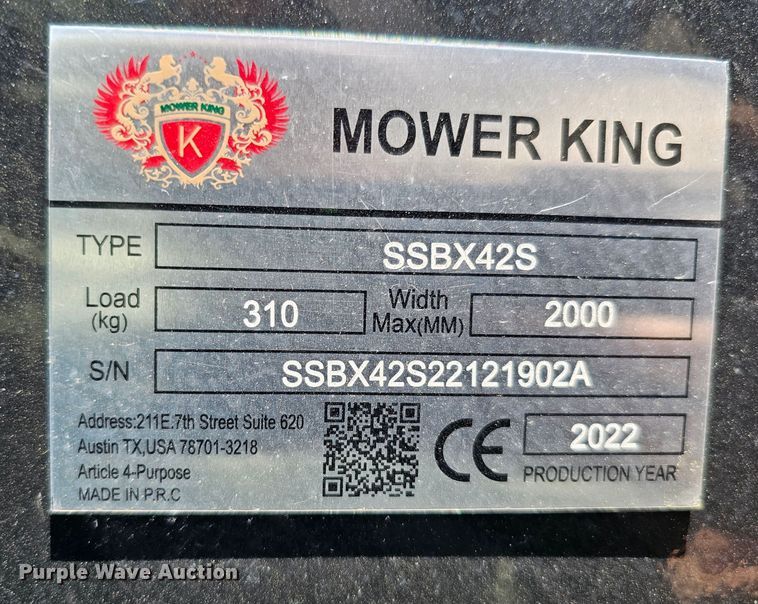 MOWER KING
K
MOWER KING
TYPE SSBX42S
Load (kg) 310 Width Max(MM) 2000
S/N SSBX42S22121902A
Address:211E:7th Street Suite 620
Austin TX,USA 78701-3218
Article 4-Purpose
MADE IN P.R.C
CE
2022
PRODUCTION YEAR
Purple Wave Auction